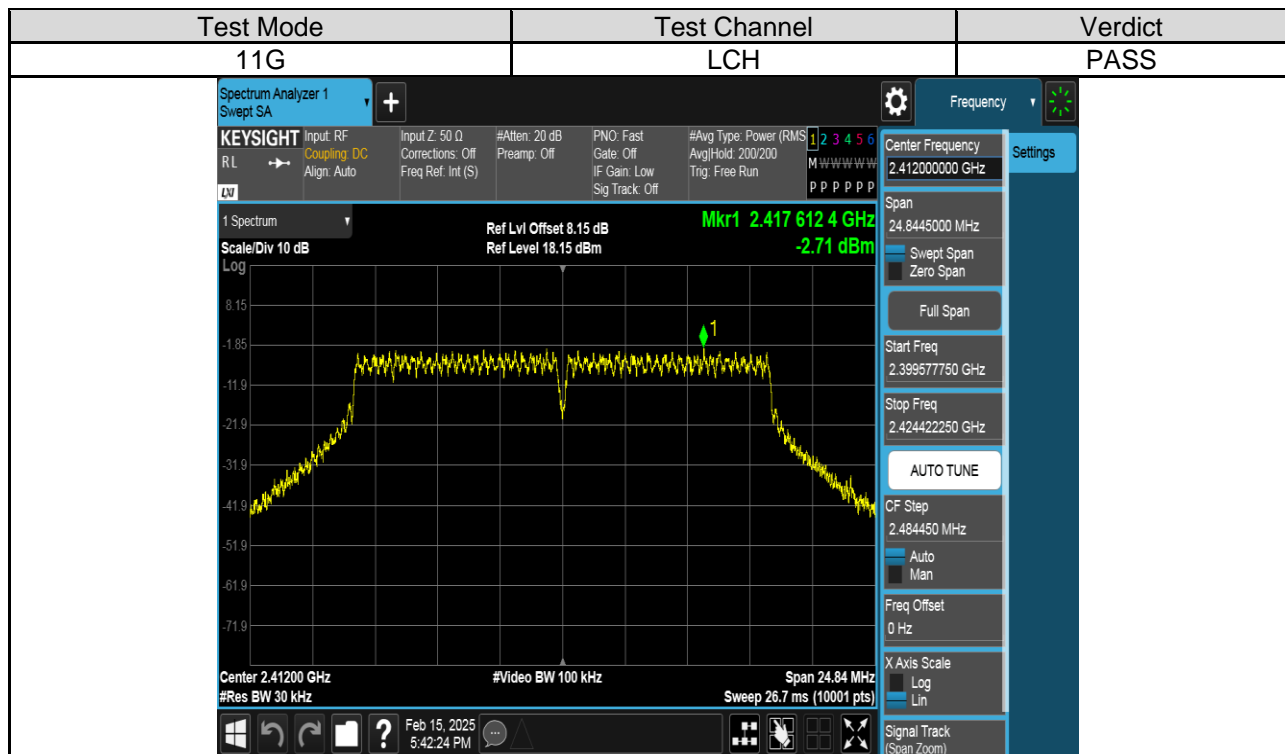 Test Mode Test Channel Verdict
11G LCH PASS
Spectrum Analyzer 1
Swept SA
+
Frequency
KEYSIGHT
R L
LXI
Input: RF
Coupling: DC
Align: Auto
Input Z: 50 Ω
Corrections: Off
Freq Ref: Int (S)
#Atten: 20 dB
Preamp: Off
PNO: Fast
Gate: Off
IF Gain: Low
Sig Track: Off
#Avg Type: Power (RMS
Avg|Hold: 200/200
Trig: Free Run
1 2 3 4 5 6
M W W W W W
P P P P P P
1 Spectrum
Scale/Div 10 dB
Log
Ref Lvl Offset 8.15 dB
Ref Level 18.15 dBm
Mkr1 2.417 612 4 GHz
-2.71 dBm
8.15
-1.85
-11.9
-21.9
-31.9
-41.9
-51.9
-61.9
-71.9
1
Center 2.41200 GHz
#Res BW 30 kHz
#Video BW 100 kHz
Span 24.84 MHz
Sweep 26.7 ms (10001 pts)
Center Frequency
2.412000000 GHz
Settings
Span
24.8445000 MHz
Swept Span
Zero Span
Full Span
Start Freq
2.399577750 GHz
Stop Freq
2.424422250 GHz
AUTO TUNE
CF Step
2.484450 MHz
Auto
Man
Freq Offset
0 Hz
X Axis Scale
Log
Lin
Signal Track
(Span Zoom)
?
Feb 15, 2025
5:42:24 PM